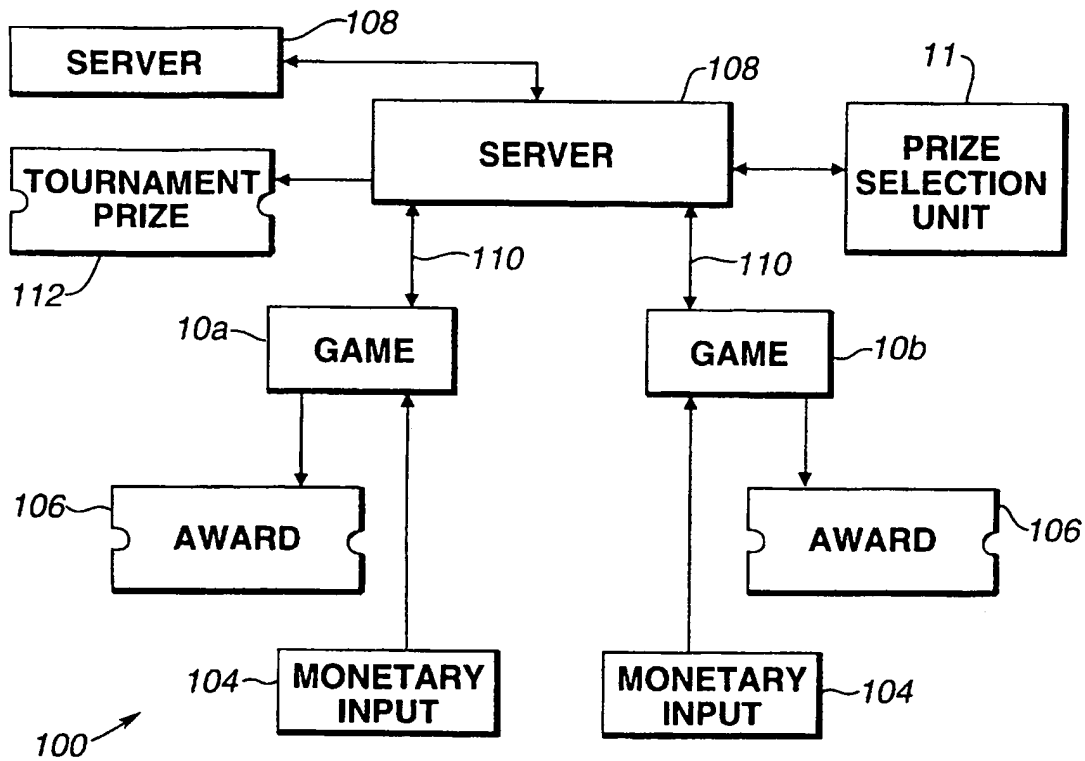 108
SERVER
108
11
SERVER
PRIZE
SELECTION
UNIT
TOURNAMENT
PRIZE
112
110
110
10a
GAME
GAME
10b
106
AWARD
AWARD
106
104
MONETARY
INPUT
MONETARY
INPUT
104
100